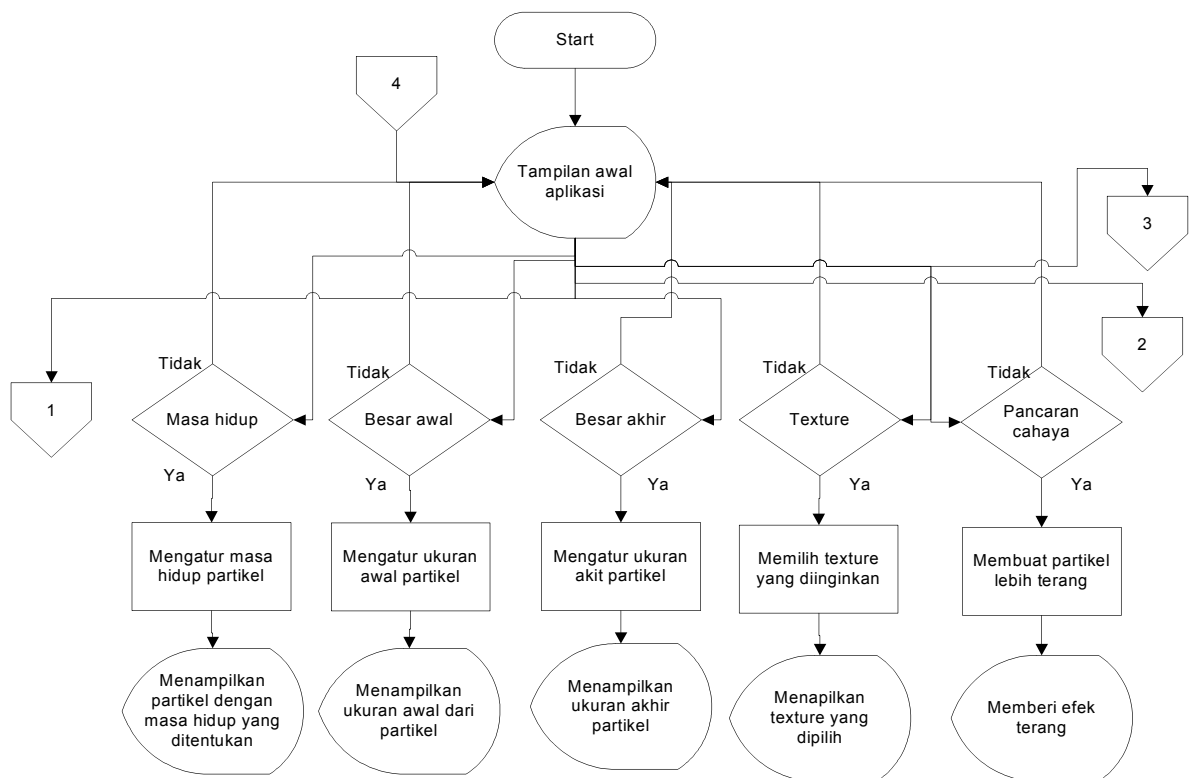 Start
4
Tampilan awal
aplikasi
3
2
1
Tidak
Masa hidup
Ya
Tidak
Besar awal
Ya
Tidak
Besar akhir
Ya
Tidak
Texture
Ya
Tidak
Pancaran
cahaya
Ya
Mengatur masa
hidup partikel
Mengatur ukuran
awal partikel
Mengatur ukuran
akit partikel
Memilih texture
yang diinginkan
Membuat partikel
lebih terang
Menampilkan
partikel dengan
masa hidup yang
ditentukan
Menampilkan
ukuran awal dari
partikel
Menampilkan
ukuran akhir
partikel
Menapilkan
texture yang
dipilih
Memberi efek
terang